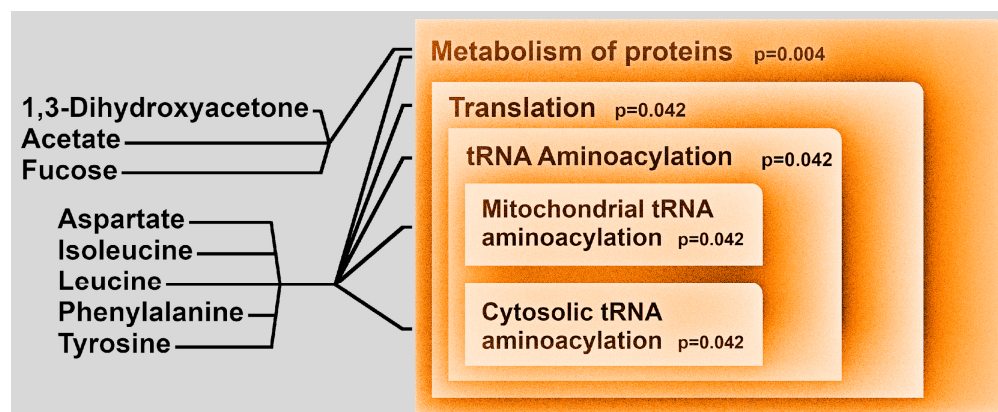 Metabolism of proteins p=0.004
1,3-Dihydroxyacetone
Acetate
Fucose
Translation p=0.042
tRNA Aminoacylation p=0.042
Aspartate
Isoleucine
Leucine
Phenylalanine
Tyrosine
Mitochondrial tRNA
aminoacylation p=0.042
Cytosolic tRNA
aminoacylation p=0.042